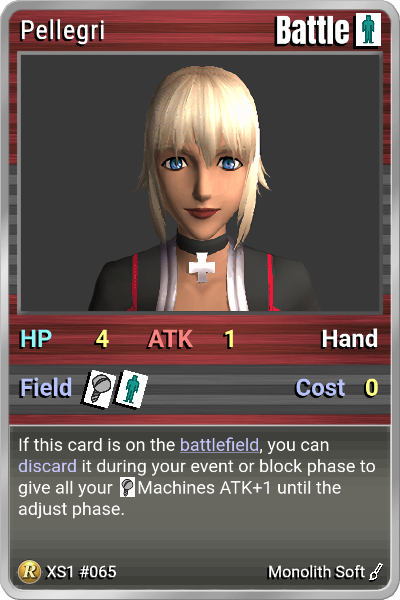 Pellegri Battle
HP 4 ATK 1 Hand
Field Cost 0
If this card is on the battlefield, you can
discard it during your event or block phase to
give all your Machines ATK+1 until the
adjust phase.
R XS1 #065 Monolith Soft